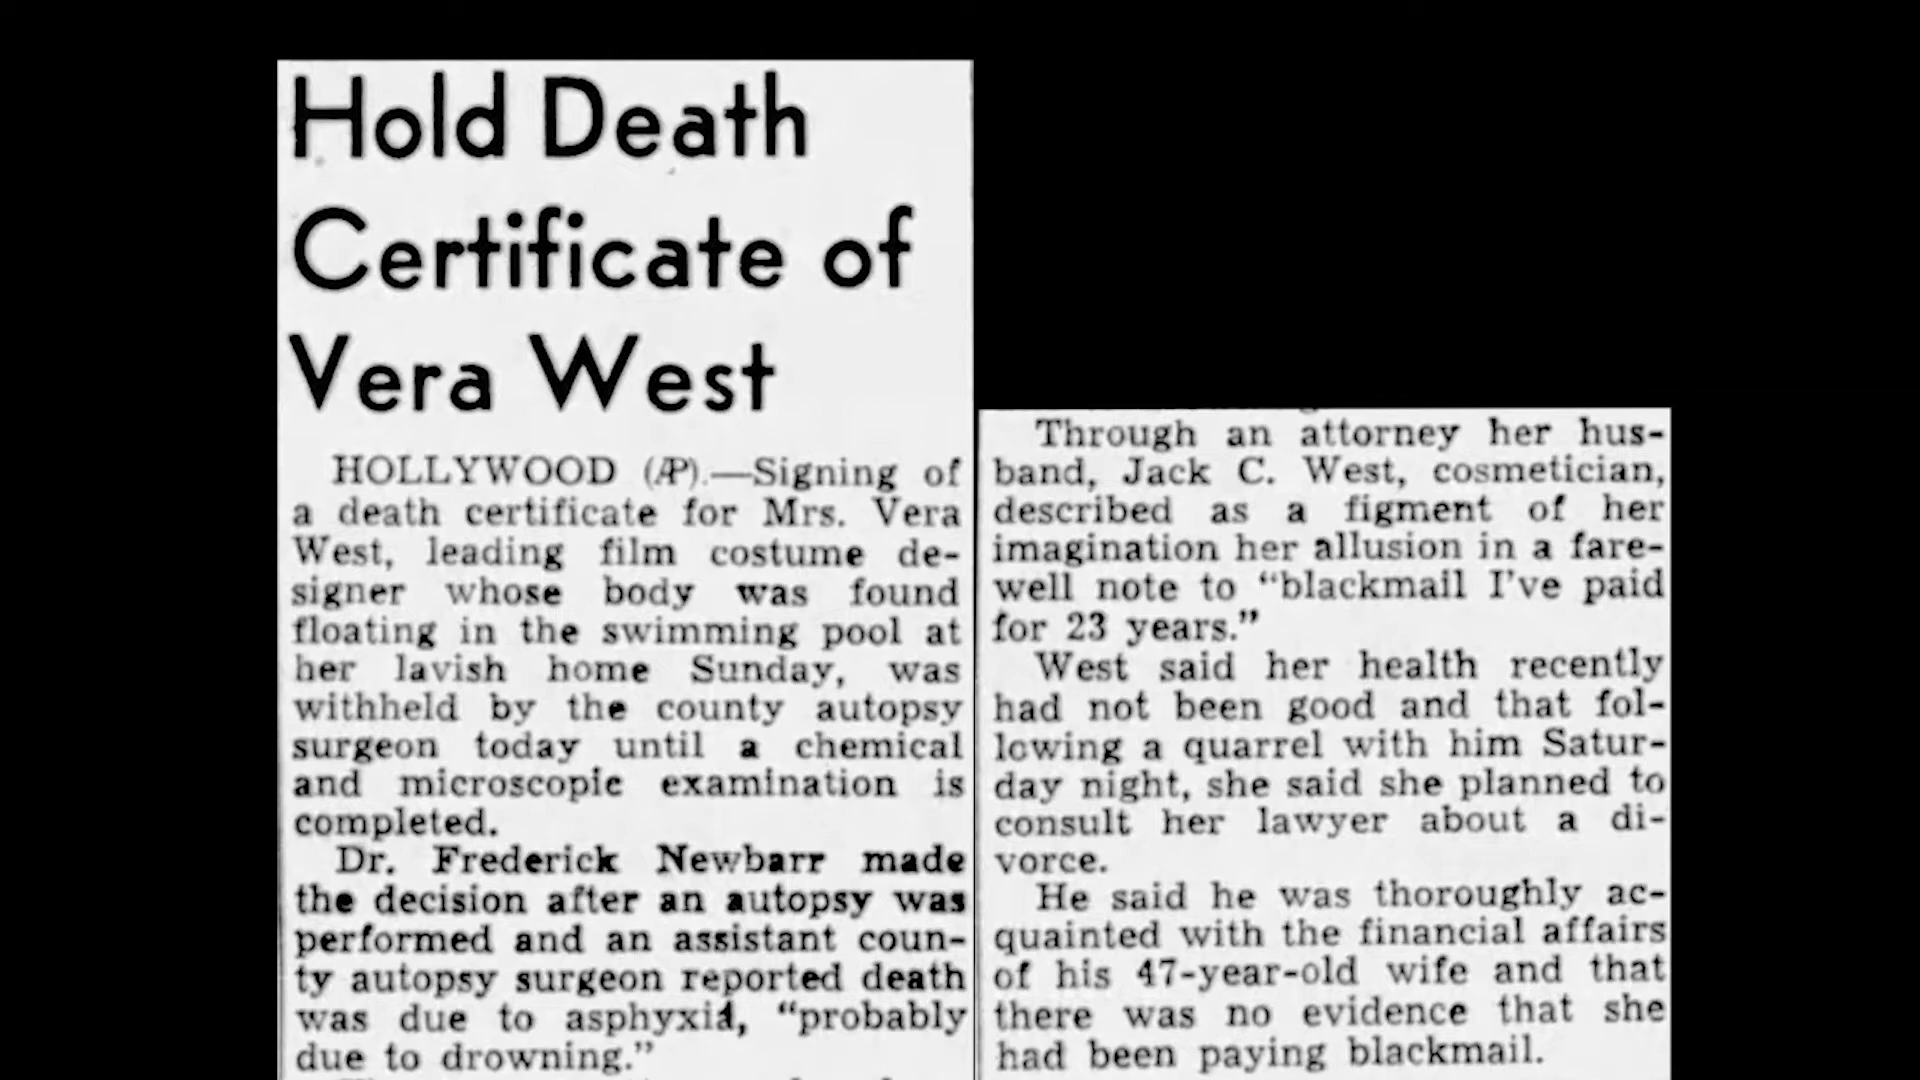 Hold Death
Certificate of
Vera West
HOLLYWOOD (AP).—Signing of
a death certificate for Mrs. Vera
West, leading film costume de-
signer whose body was found
floating in the swimming pool at
her lavish home Sunday, was
withheld by the county autopsy
surgeon today until a chemical
and microscopic examination is
completed.
Dr. Frederick Newbarr made
the decision after an autopsy was
performed and an assistant coun-
ty autopsy surgeon reported death
was due to asphyxia, “probably
due to drowning.”
Through an attorney her hus-
band, Jack C. West, cosmetician,
described as a figment of her
imagination her allusion in a fare-
well note to “blackmail I've paid
for 23 years.”
West said her health recently
had not been good and that fol-
lowing a quarrel with him Satur-
day night, she said she planned to
consult her lawyer about a di-
vorce.
He said he was thoroughly ac-
quainted with the financial affairs
of his 47-year-old wife and that
there was no evidence that she
had been paying blackmail.